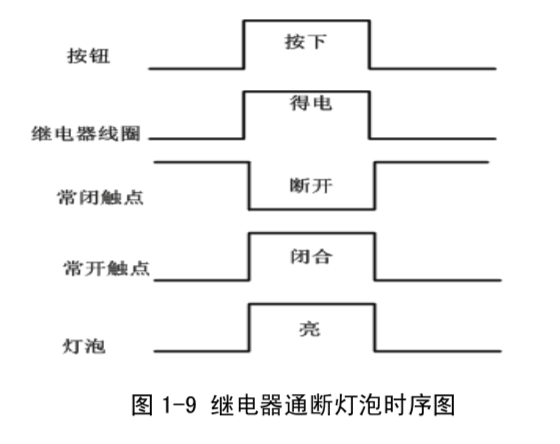 按钮 按下
继电器线圈 得电
常闭触点 断开
常开触点 闭合
灯泡 亮
图 1-9 继电器通断灯泡时序图